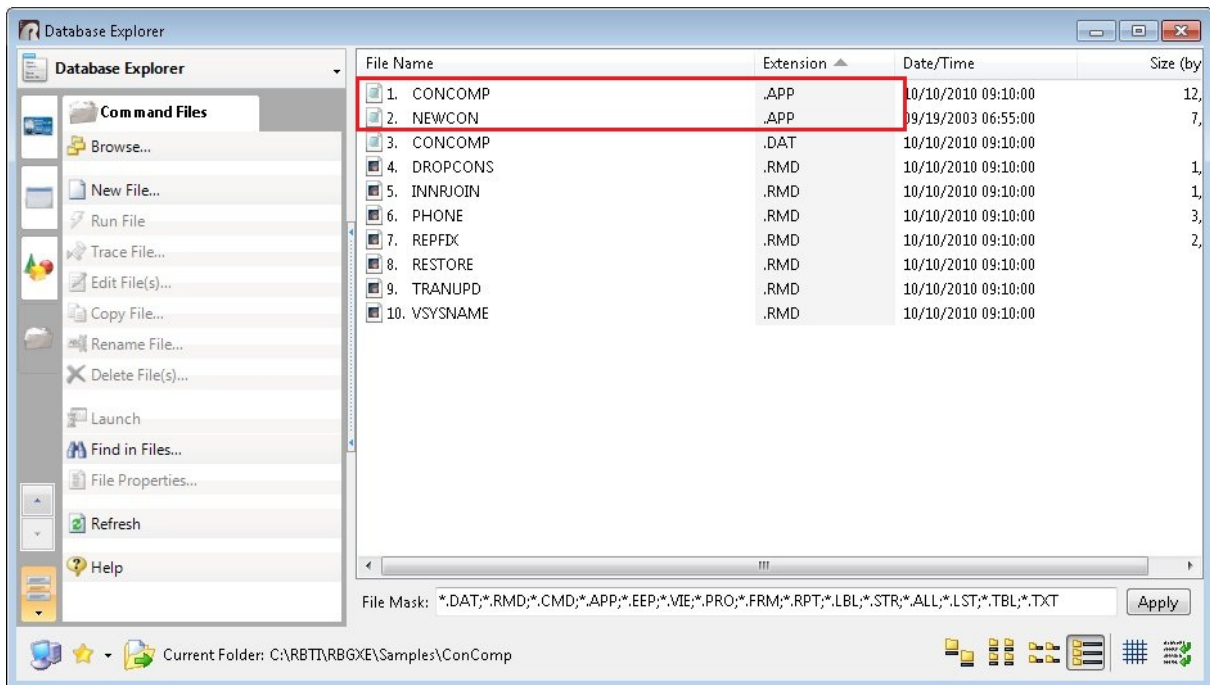 Database Explorer
Database Explorer
Command Files
Browse...
New File...
Run File
Trace File...
Edit File(s)...
Copy File...
Rename File...
Delete File(s)...
Launch
Find in Files...
File Properties...
Refresh
Help
File Name Extension Date/Time Size (by
1. CONCOMP .APP 10/10/2010 09:10:00 12,
2. NEWCON .APP 09/19/2003 06:55:00 7,
3. CONCOMP .DAT 10/10/2010 09:10:00
4. DROPCONS .RMD 10/10/2010 09:10:00 1,
5. INNRJOIN .RMD 10/10/2010 09:10:00 1,
6. PHONE .RMD 10/10/2010 09:10:00 3,
7. REPFIX .RMD 10/10/2010 09:10:00 2,
8. RESTORE .RMD 10/10/2010 09:10:00
9. TRANUPD .RMD 10/10/2010 09:10:00
10. VSYSNAME .RMD 10/10/2010 09:10:00
File Mask: *.DAT;*.RMD;*.CMD;*.APP;*.EEP;*.VIE;*.PRO;*.FRM;*.RPT;*.LBL;*.STR;*.ALL;*.LST;*.TBL;*.TXT Apply
Current Folder: C:\RBTI\RBGXE\Samples\ConComp